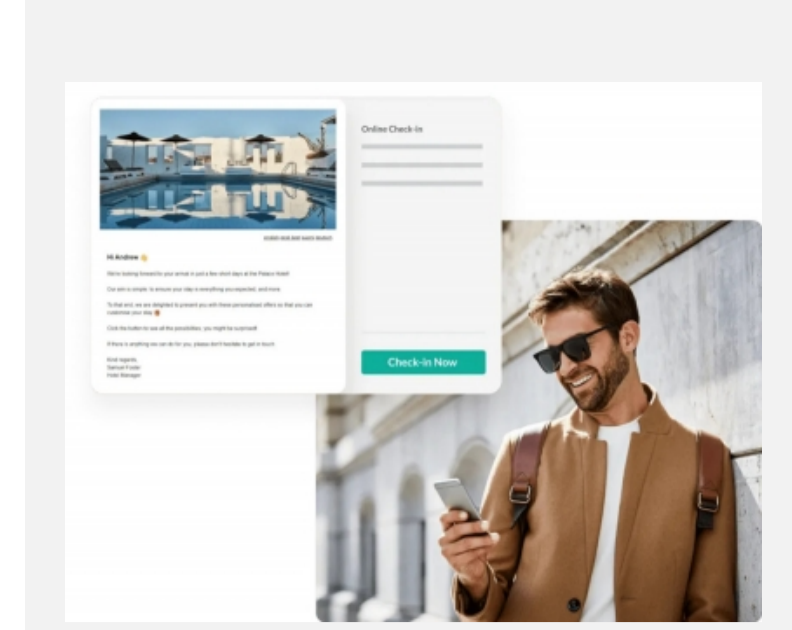 Hi Andrew 👋
We're looking forward to your arrival in just a few short days at the Palace Hotel!
Our aim is simple: to ensure your stay is everything you expected, and more.
To that end, we are delighted to present you with these personalised offers so that you can
customise your stay
Click the button to see all the possibilities; you might be surprised!
If there is anything we can do for you, please don't hesitate to get in touch.
Kind regards,
Samuel Foster
Hotel Manager
Online Check-in
Check-in Now